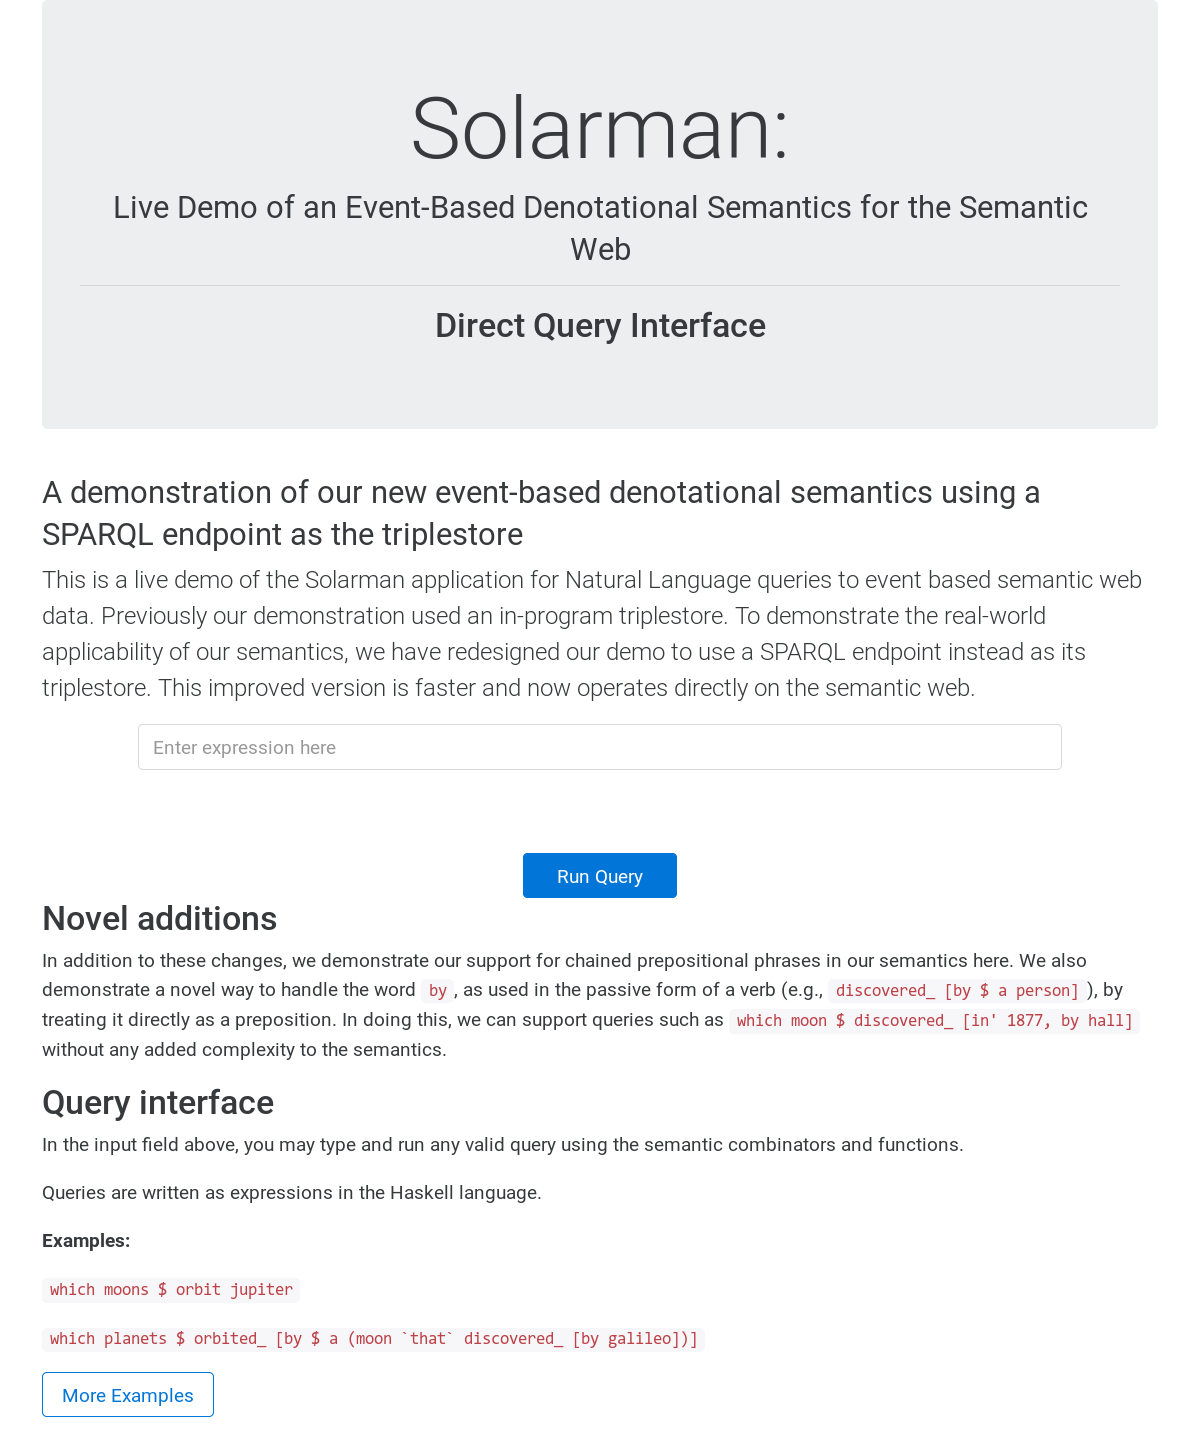 Solarman:
Live Demo of an Event-Based Denotational Semantics for the Semantic
Web
Direct Query Interface
A demonstration of our new event-based denotational semantics using a
SPARQL endpoint as the triplestore
This is a live demo of the Solarman application for Natural Language queries to event based semantic web
data. Previously our demonstration used an in-program triplestore. To demonstrate the real-world
applicability of our semantics, we have redesigned our demo to use a SPARQL endpoint instead as its
triplestore. This improved version is faster and now operates directly on the semantic web.
Enter expression here
Run Query
Novel additions
In addition to these changes, we demonstrate our support for chained prepositional phrases in our semantics here. We also
demonstrate a novel way to handle the word by, as used in the passive form of a verb (e.g., discovered_ [by $ a person]), by
treating it directly as a preposition. In doing this, we can support queries such as which moon $ discovered_ [in' 1877, by hall]
without any added complexity to the semantics.
Query interface
In the input field above, you may type and run any valid query using the semantic combinators and functions.
Queries are written as expressions in the Haskell language.
Examples:
which moons $ orbit jupiter
which planets $ orbited_ [by $ a (moon `that` discovered_ [by galileo])]
More Examples